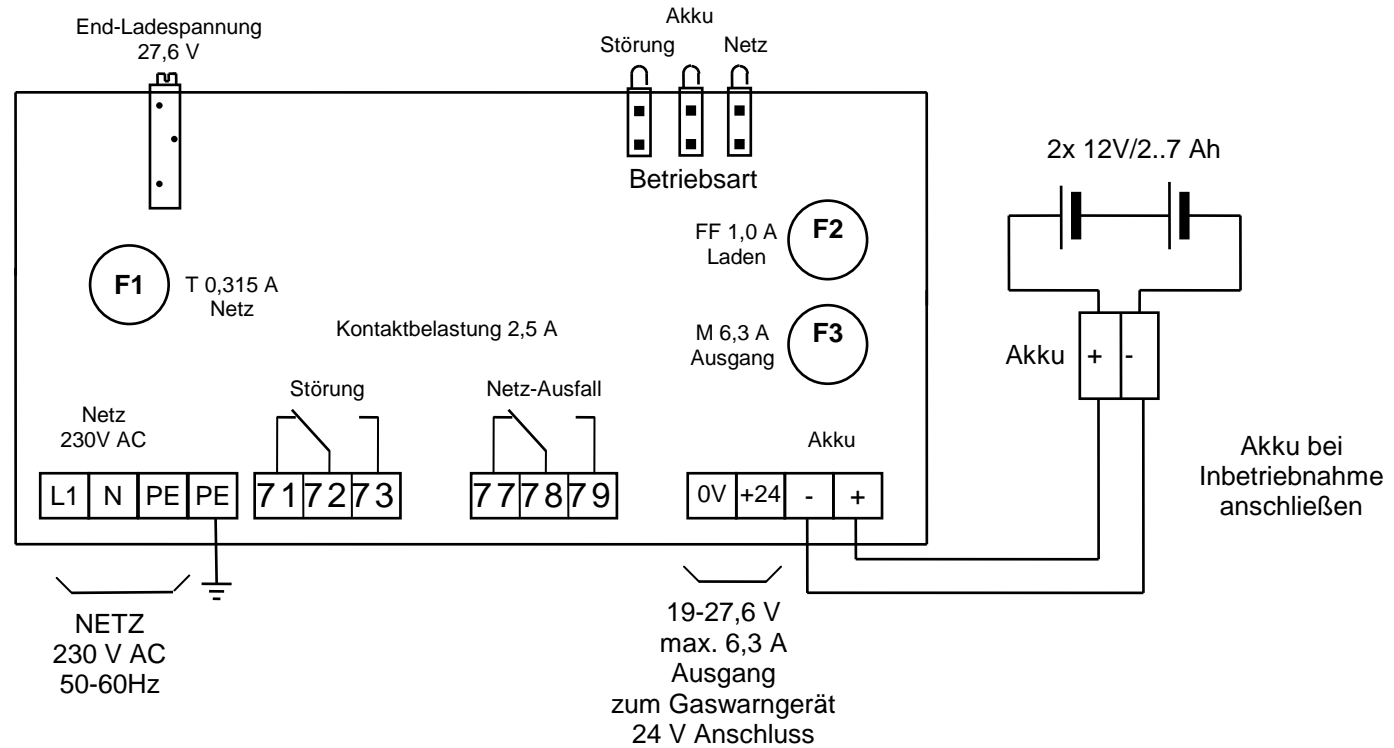 End-Ladespannung
27,6 V
Akku
Störung
Netz
Betriebsart
2x 12V/2..7 Ah
F1
T 0,315 A
Netz
FF 1,0 A
Laden
F2
Kontaktbelastung 2,5 A
M 6,3 A
Ausgang
F3
Akku
+
-
Störung
Netz-Ausfall
Netz
230V AC
Akku
L1 N PE PE
71 72 73
77 78 79
0V +24 - +
Akku bei
Inbetriebnahme
anschließen
NETZ
230 V AC
50-60Hz
19-27,6 V
max. 6,3 A
Ausgang
zum Gaswarngerät
24 V Anschluss